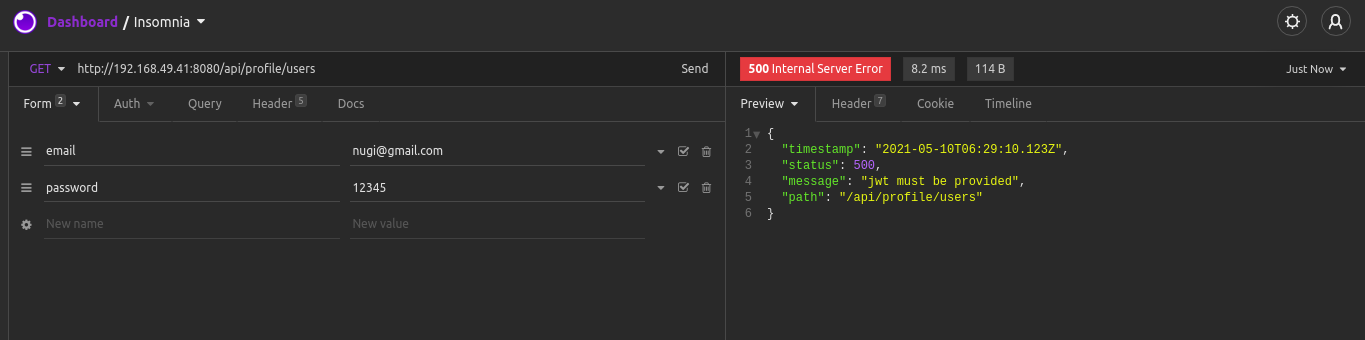 Dashboard / Insomnia
GET http://192.168.49.41:8080/api/profile/users Send
500 Internal Server Error 8.2 ms 114 B Just Now
Form 2 Auth Query Header 5 Docs
Preview Header 7 Cookie Timeline
email nugi@gmail.com
password 12345
New name New value
1 {
2 "timestamp": "2021-05-10T06:29:10.123Z",
3 "status": 500,
4 "message": "jwt must be provided",
5 "path": "/api/profile/users"
6 }